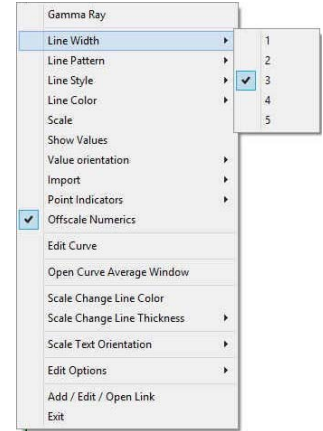 Gamma Ray
Line Width
Line Pattern
Line Style
Line Color
Scale
Show Values
Value orientation
Import
Point Indicators
Offscale Numerics
Edit Curve
Open Curve Average Window
Scale Change Line Color
Scale Change Line Thickness
Scale Text Orientation
Edit Options
Add / Edit / Open Link
Exit
1
2
3
4
5